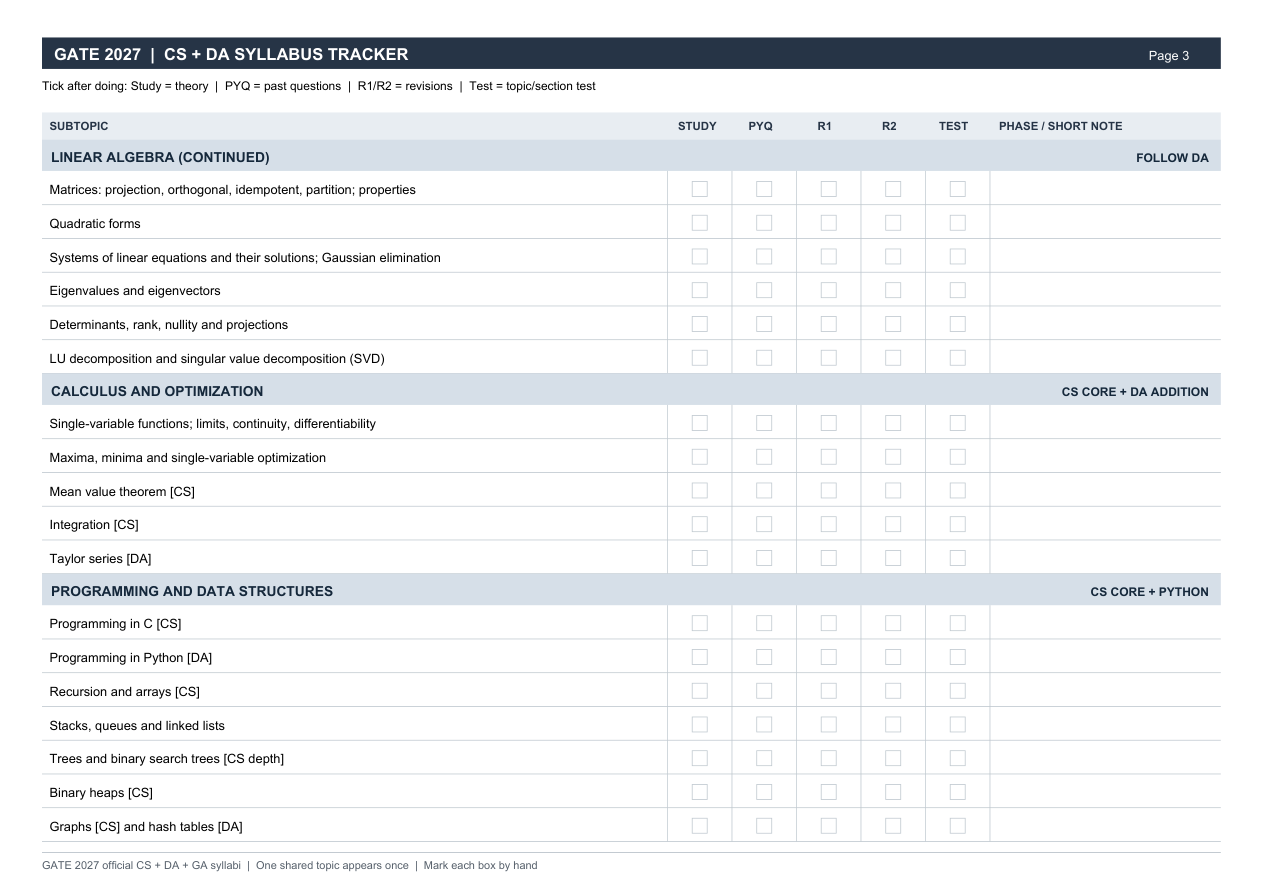 GATE 2027 | CS + DA SYLLABUS TRACKER Page 3
Tick after doing: Study = theory | PYQ = past questions | R1/R2 = revisions | Test = topic/section test
SUBTOPIC STUDY PYQ R1 R2 TEST PHASE / SHORT NOTE
LINEAR ALGEBRA (CONTINUED) FOLLOW DA
Matrices: projection, orthogonal, idempotent, partition; properties
Quadratic forms
Systems of linear equations and their solutions; Gaussian elimination
Eigenvalues and eigenvectors
Determinants, rank, nullity and projections
LU decomposition and singular value decomposition (SVD)
CALCULUS AND OPTIMIZATION CS CORE + DA ADDITION
Single-variable functions; limits, continuity, differentiability
Maxima, minima and single-variable optimization
Mean value theorem [CS]
Integration [CS]
Taylor series [DA]
PROGRAMMING AND DATA STRUCTURES CS CORE + PYTHON
Programming in C [CS]
Programming in Python [DA]
Recursion and arrays [CS]
Stacks, queues and linked lists
Trees and binary search trees [CS depth]
Binary heaps [CS]
Graphs [CS] and hash tables [DA]
GATE 2027 official CS + DA + GA syllabi | One shared topic appears once | Mark each box by hand